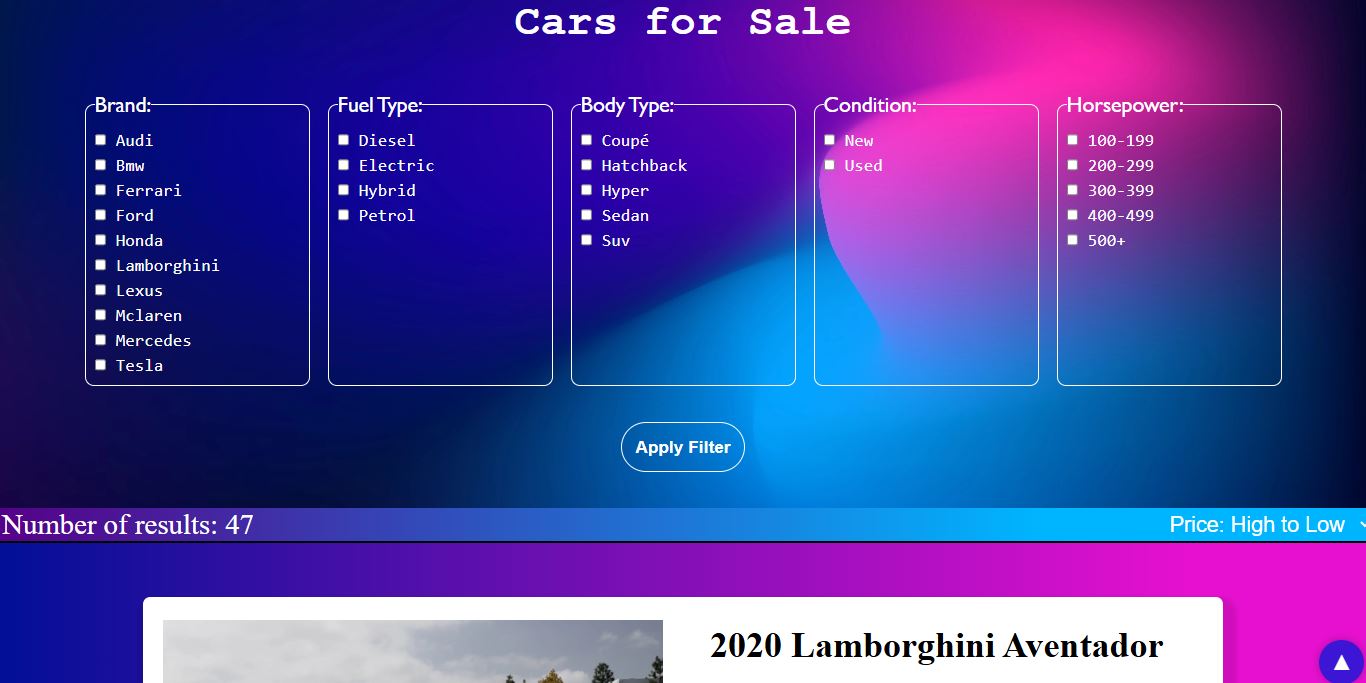 Cars for Sale
Brand:
Audi
Bmw
Ferrari
Ford
Honda
Lamborghini
Lexus
Mclaren
Mercedes
Tesla
Fuel Type:
Diesel
Electric
Hybrid
Petrol
Body Type:
Coupé
Hatchback
Hyper
Sedan
Suv
Condition:
New
Used
Horsepower:
100-199
200-299
300-399
400-499
500+
Apply Filter
Number of results: 47
Price: High to Low
2020 Lamborghini Aventador